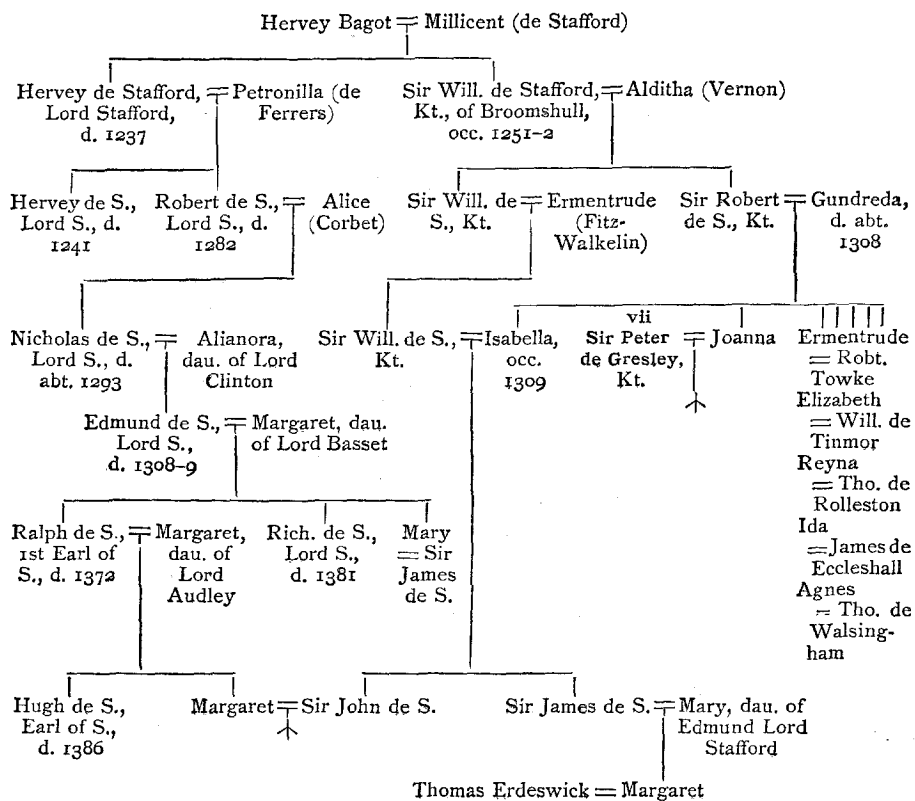 Hervey Bagot = Millicent (de Stafford)
Hervey de Stafford, = Petronilla (de
Lord Stafford, Ferrers)
d. 1237
Sir Will. de Stafford, = Alditha (Vernon)
Kt., of Broomshull,
occ. 1251-2
Hervey de S.,
Lord S., d.
1241
Robert de S., = Alice
Lord S., d. (Corbet)
1282
Sir Will. de = Ermentrude
S., Kt. (Fitz-
Walkelin)
Sir Robert = Gundreda,
de S., Kt. d. abt.
1308
Nicholas de S., = Alianora,
Lord S., d. dau. of Lord
abt. 1293 Clinton
Sir Will. de S., = Isabella,
Kt. occ.
1309
vii
Sir Peter = Joanna
de Gresley,
Kt.
Ermentrude
= Robt.
Towke
Elizabeth
= Will. de
Tinmor
Reyna
= Tho. de
Rolleston
Ida
= James de
Eccleshall
Agnes
= Tho. de
Walsing-
ham
Edmund de S., = Margaret, dau.
Lord S., of Lord Basset
d. 1308-9
Ralph de S., = Margaret,
1st Earl of dau. of
S., d. 1372 Lord
Audley
Rich. de S.,
Lord S.,
d. 1381
Mary
= Sir
James
de S.
Hugh de S.,
Earl of S.,
d. 1386
Margaret = Sir John de S.
Sir James de S. = Mary, dau. of
Edmund Lord
Stafford
Thomas Erdeswick = Margaret